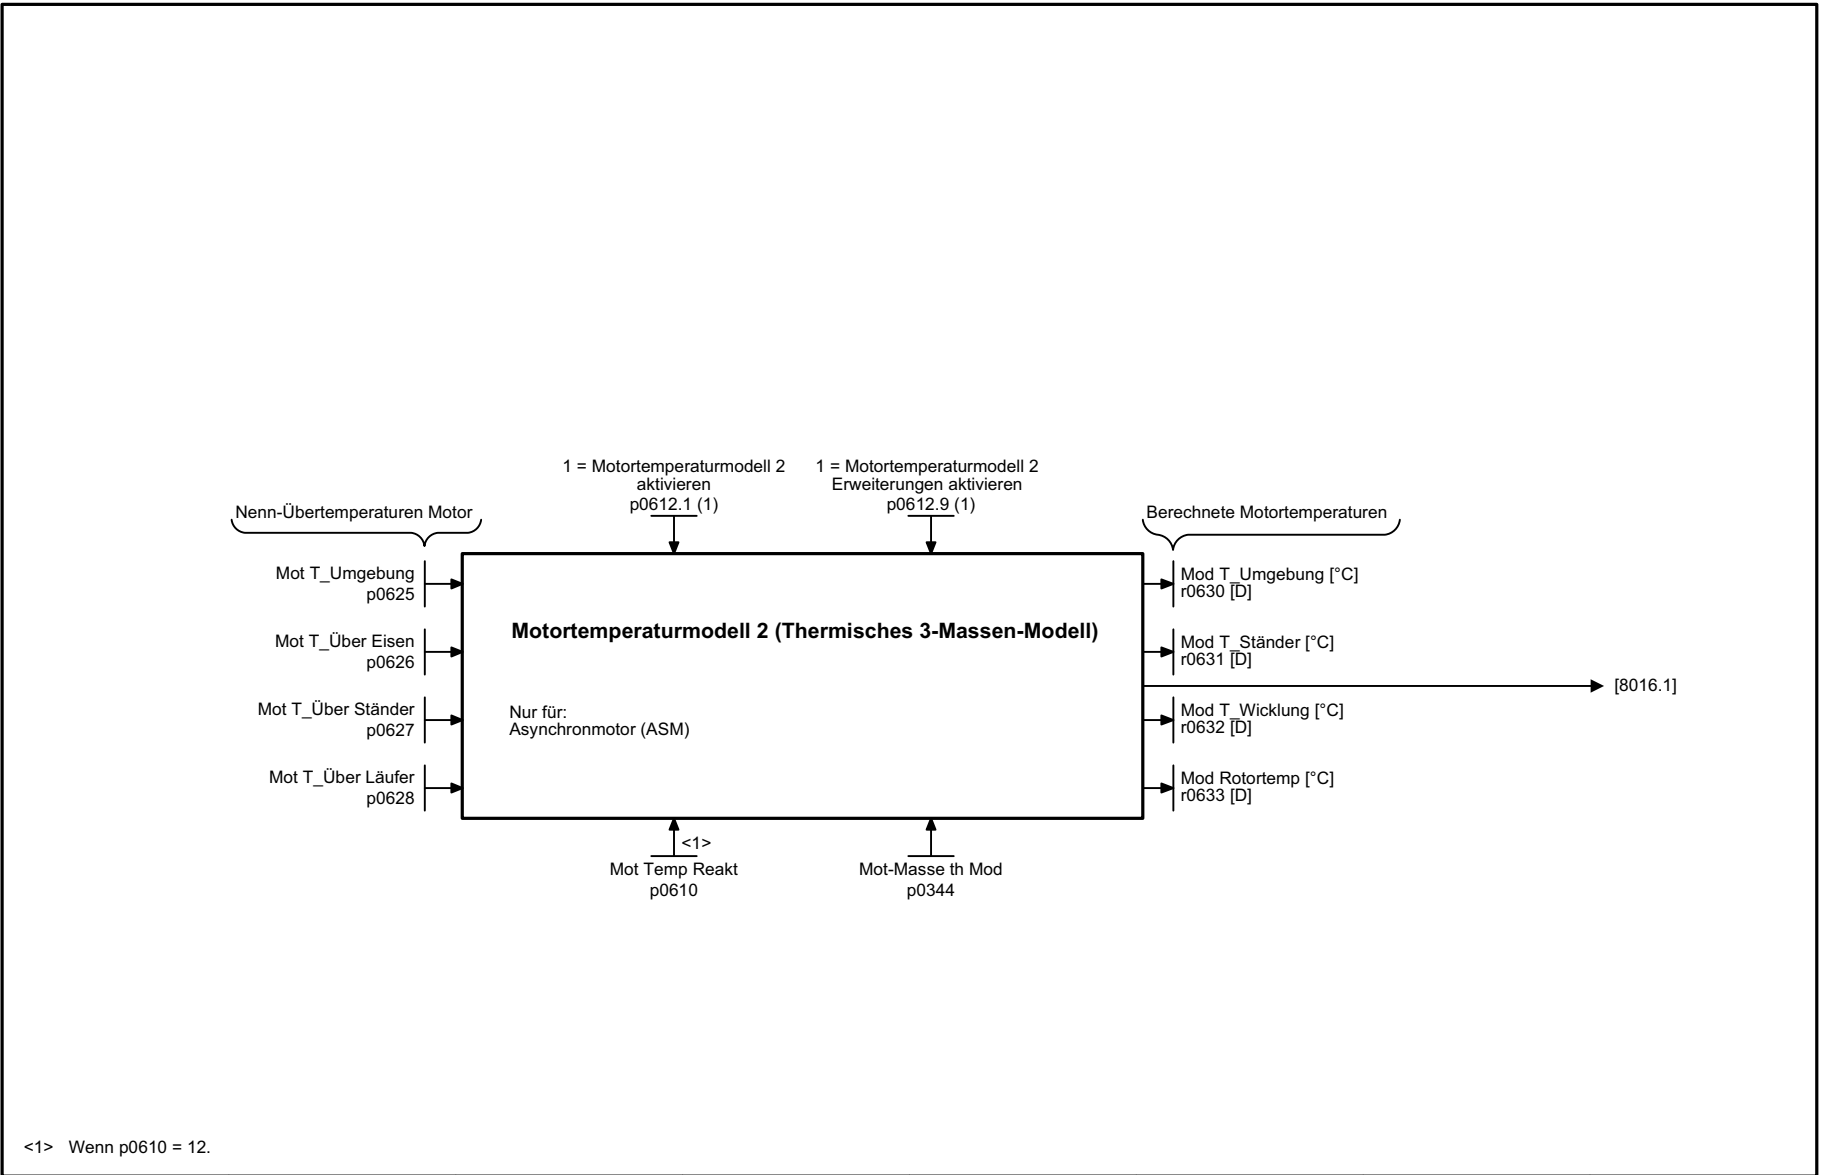 1 = Motortemperaturmodell 2
aktivieren
p0612.1 (1)
1 = Motortemperaturmodell 2
Erweiterungen aktivieren
p0612.9 (1)
Nenn-Übertemperaturen Motor
Berechnete Motortemperaturen
Mot T_Umgebung
p0625
Mot T_Über Eisen
p0626
Mot T_Über Ständer
p0627
Mot T_Über Läufer
p0628
Motortemperaturmodell 2 (Thermisches 3-Massen-Modell)
Nur für:
Asynchronmotor (ASM)
Mod T_Umgebung [°C]
r0630 [D]
Mod T_Ständer [°C]
r0631 [D]
[8016.1]
Mod T_Wicklung [°C]
r0632 [D]
Mod Rotortemp [°C]
r0633 [D]
<1>
Mot Temp Reakt
p0610
Mot-Masse th Mod
p0344
<1> Wenn p0610 = 12.